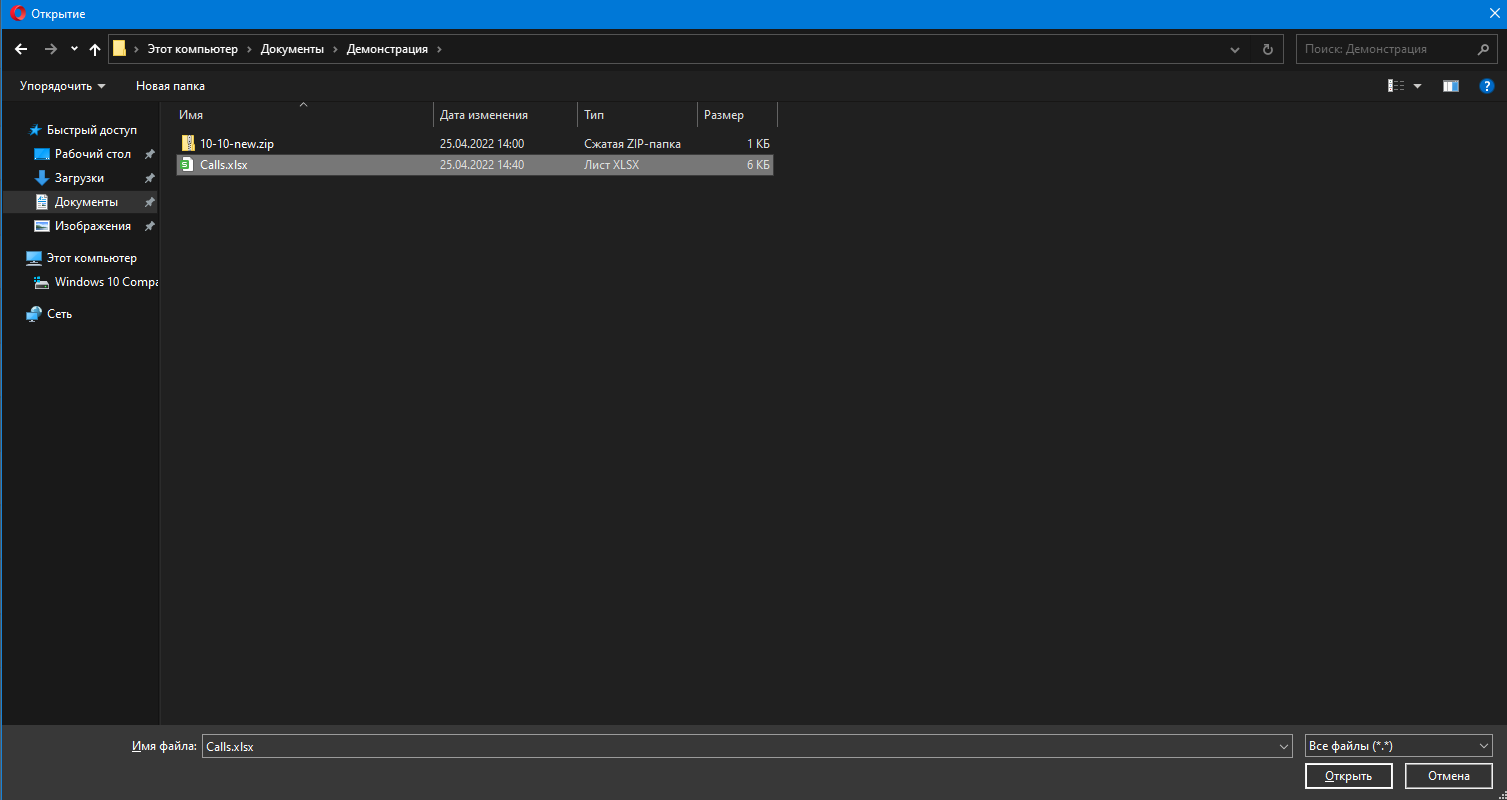 Открытие
Этот компьютер › Документы › Демонстрация ›
Поиск: Демонстрация
Упорядочить
Новая папка
?
Имя
Дата изменения
Тип
Размер
Быстрый доступ
Рабочий стол
Загрузки
Документы
Изображения
Этот компьютер
Windows 10 Compa
Сеть
10-10-new.zip 25.04.2022 14:00 Сжатая ZIP-папка 1 КБ
Calls.xlsx 25.04.2022 14:40 Лист XLSX 6 КБ
Имя файла: Calls.xlsx
Все файлы (*.*)
Открыть
Отмена